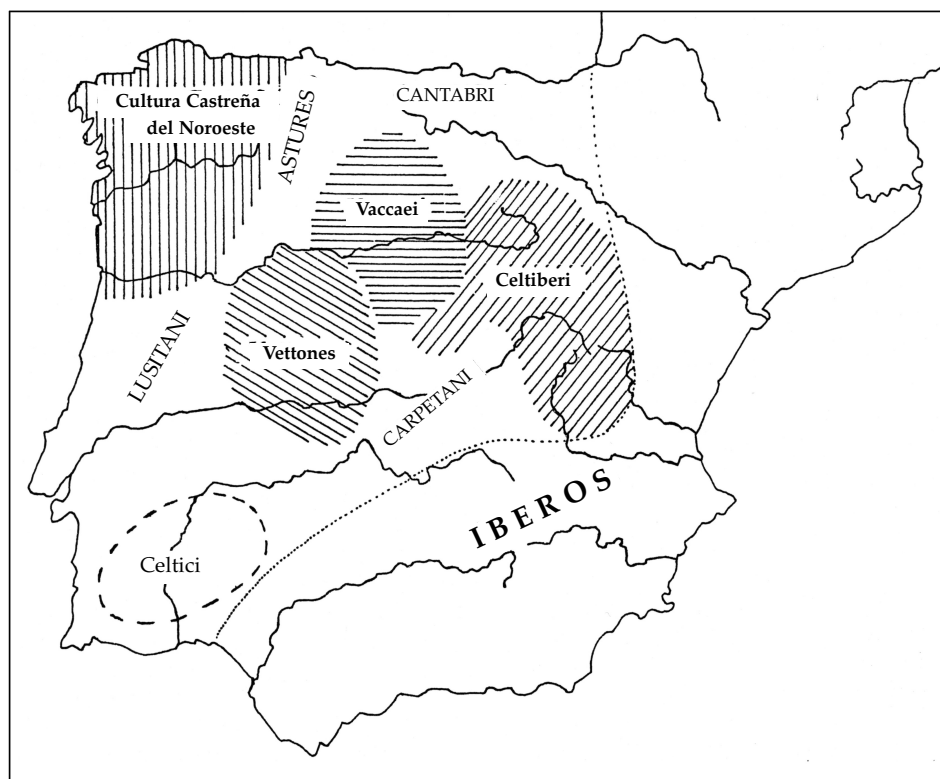 Cultura Castreña
del Noroeste
ASTURES
CANTABRI
Vaccaei
Celtiberi
Vettones
LUSITANI
CARPETANI
IBEROS
Celtici